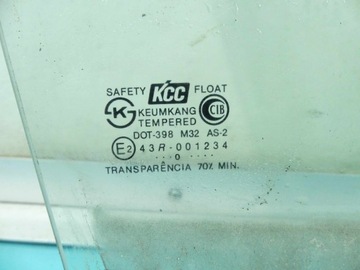 SAFETY KCC FLOAT
KEUMKANG CIB
TEMPERED
DOT-398 M32 AS-2
E2 43R-001234
...0....
TRANSPARÊNCIA 70% MIN.